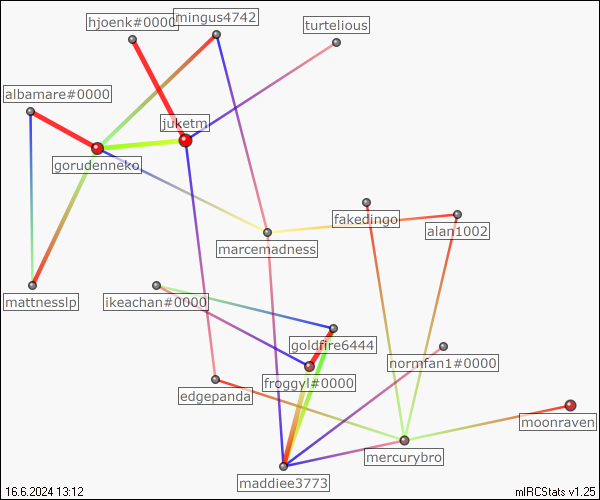 hjoenk#0000
mingus4742
turtelious
albamare#0000
juketm
gorudenneko
fakedingo
alan1002
marcemadness
mattnesslp
ikeachan#0000
goldfire6444
normfan1#0000
froggyl#0000
edgepanda
moonraven
mercurybro
maddiee3773
16.6.2024 13:12
mIRCStats v1.25